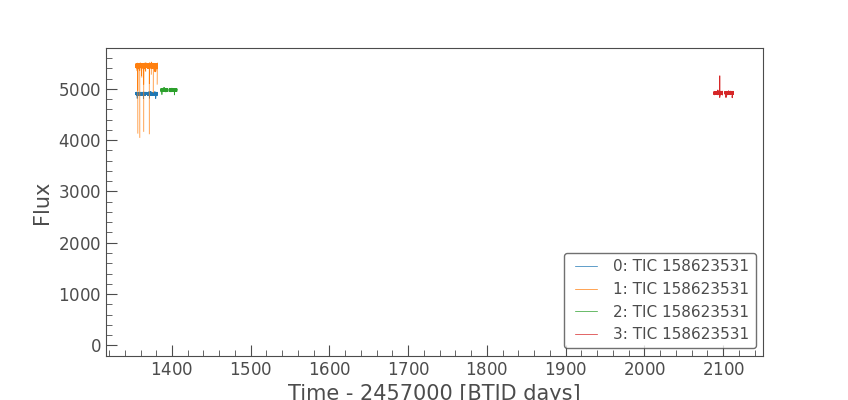 Flux
5000
4000
3000
2000
1000
0
0: TIC 158623531
1: TIC 158623531
2: TIC 158623531
3: TIC 158623531
1400 1500 1600 1700 1800 1900 2000 2100
Time - 2457000 [BTJD days]